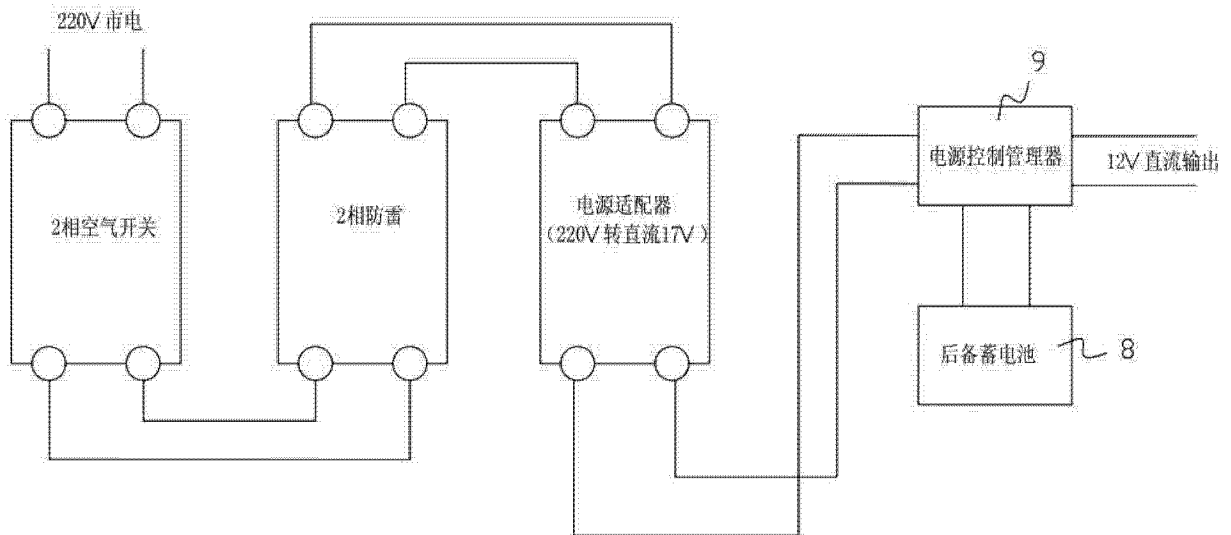 220V 市电
2相空气开关
2相防雷
电源适配器
（220V 转直流17V）
9
电源控制管理器
12V 直流输出
后备蓄电池
8